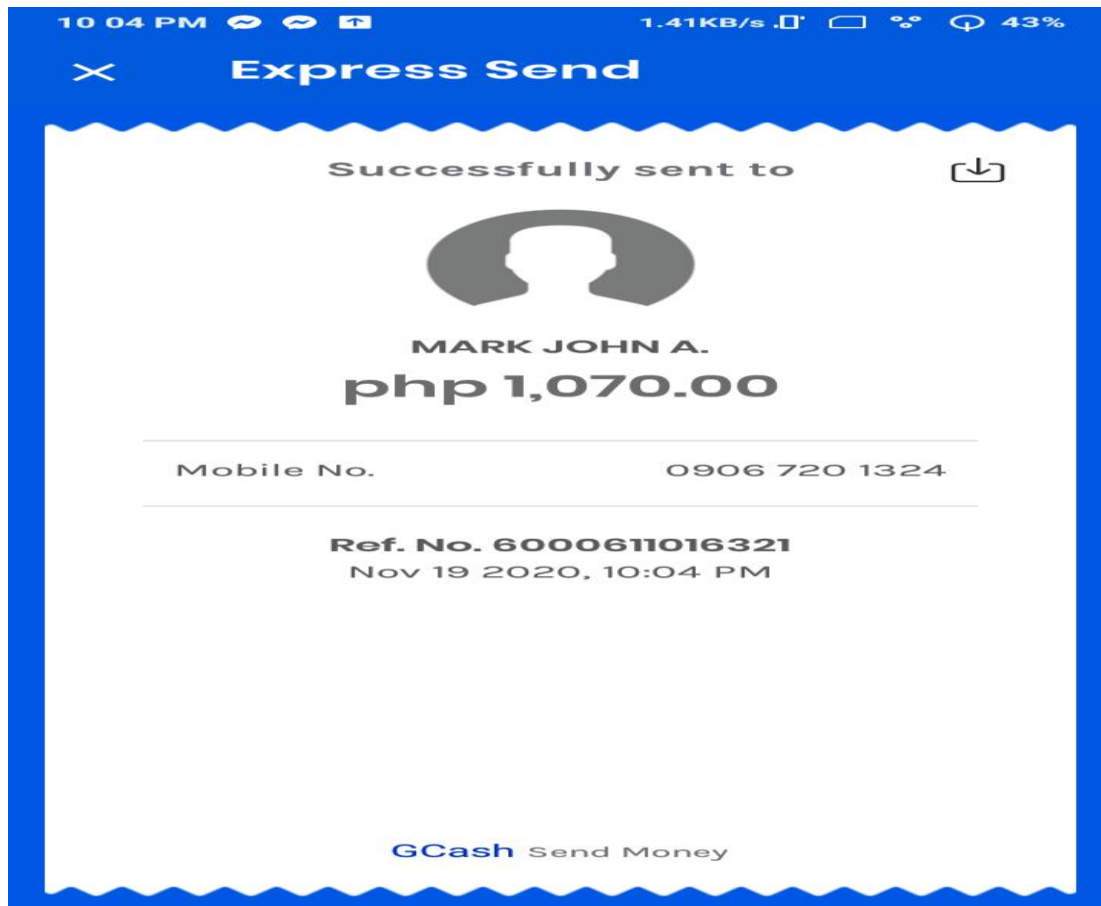 10 04 PM 1.41KB/s 43%
Express Send
Successfully sent to
MARK JOHN A.
php 1,070.00
Mobile No. 0906 720 1324
Ref. No. 6000611016321
Nov 19 2020, 10:04 PM
GCash Send Money